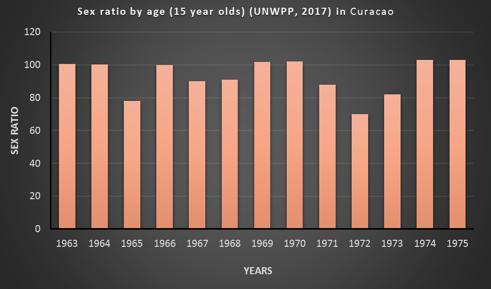 Sex ratio by age (15 year olds) (UNWPP, 2017) in Curacao
120
100
80
60
40
20
0
SEX RATIO
1963 1964 1965 1966 1967 1968 1969 1970 1971 1972 1973 1974 1975
YEARS